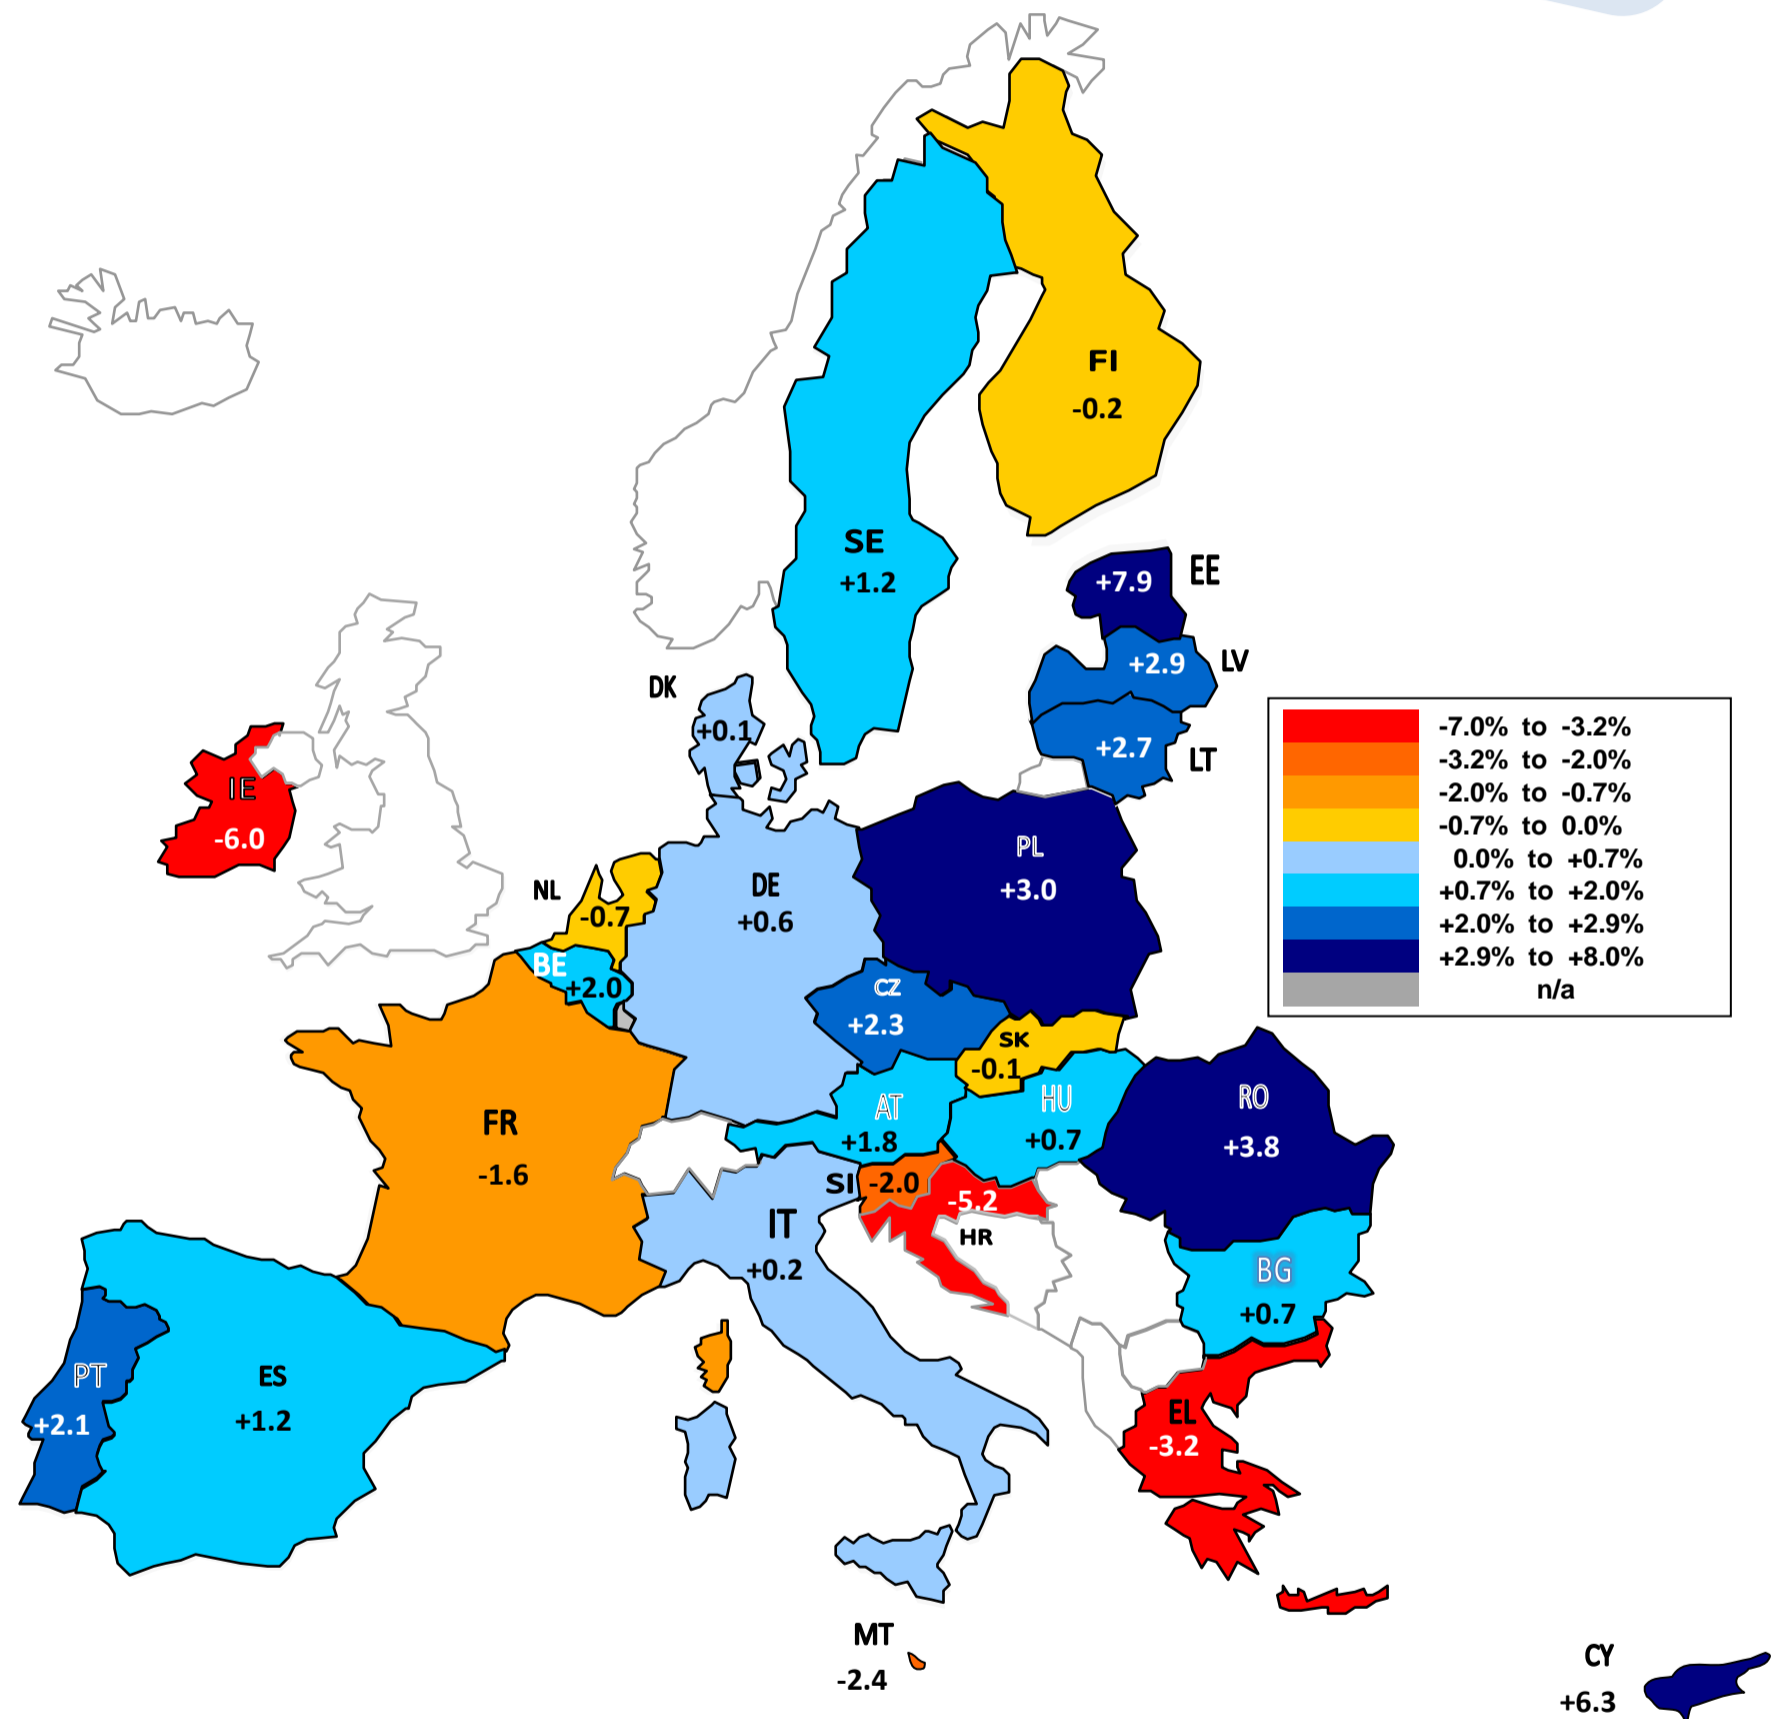 FI
-0.2
SE
+1.2
+7.9
EE
+2.9
LV
+2.7
LT
DK
+0.1
IE
-6.0
-7.0% to -3.2%
-3.2% to -2.0%
-2.0% to -0.7%
-0.7% to 0.0%
0.0% to +0.7%
+0.7% to +2.0%
+2.0% to +2.9%
+2.9% to +8.0%
n/a
PL
+3.0
NL
-0.7
DE
+0.6
BE
+2.0
CZ
+2.3
SK
-0.1
FR
-1.6
AT
+1.8
HU
+0.7
RO
+3.8
SI
-2.0
-5.2
HR
IT
+0.2
BG
+0.7
PT
+2.1
ES
+1.2
EL
-3.2
MT
-2.4
CY
+6.3